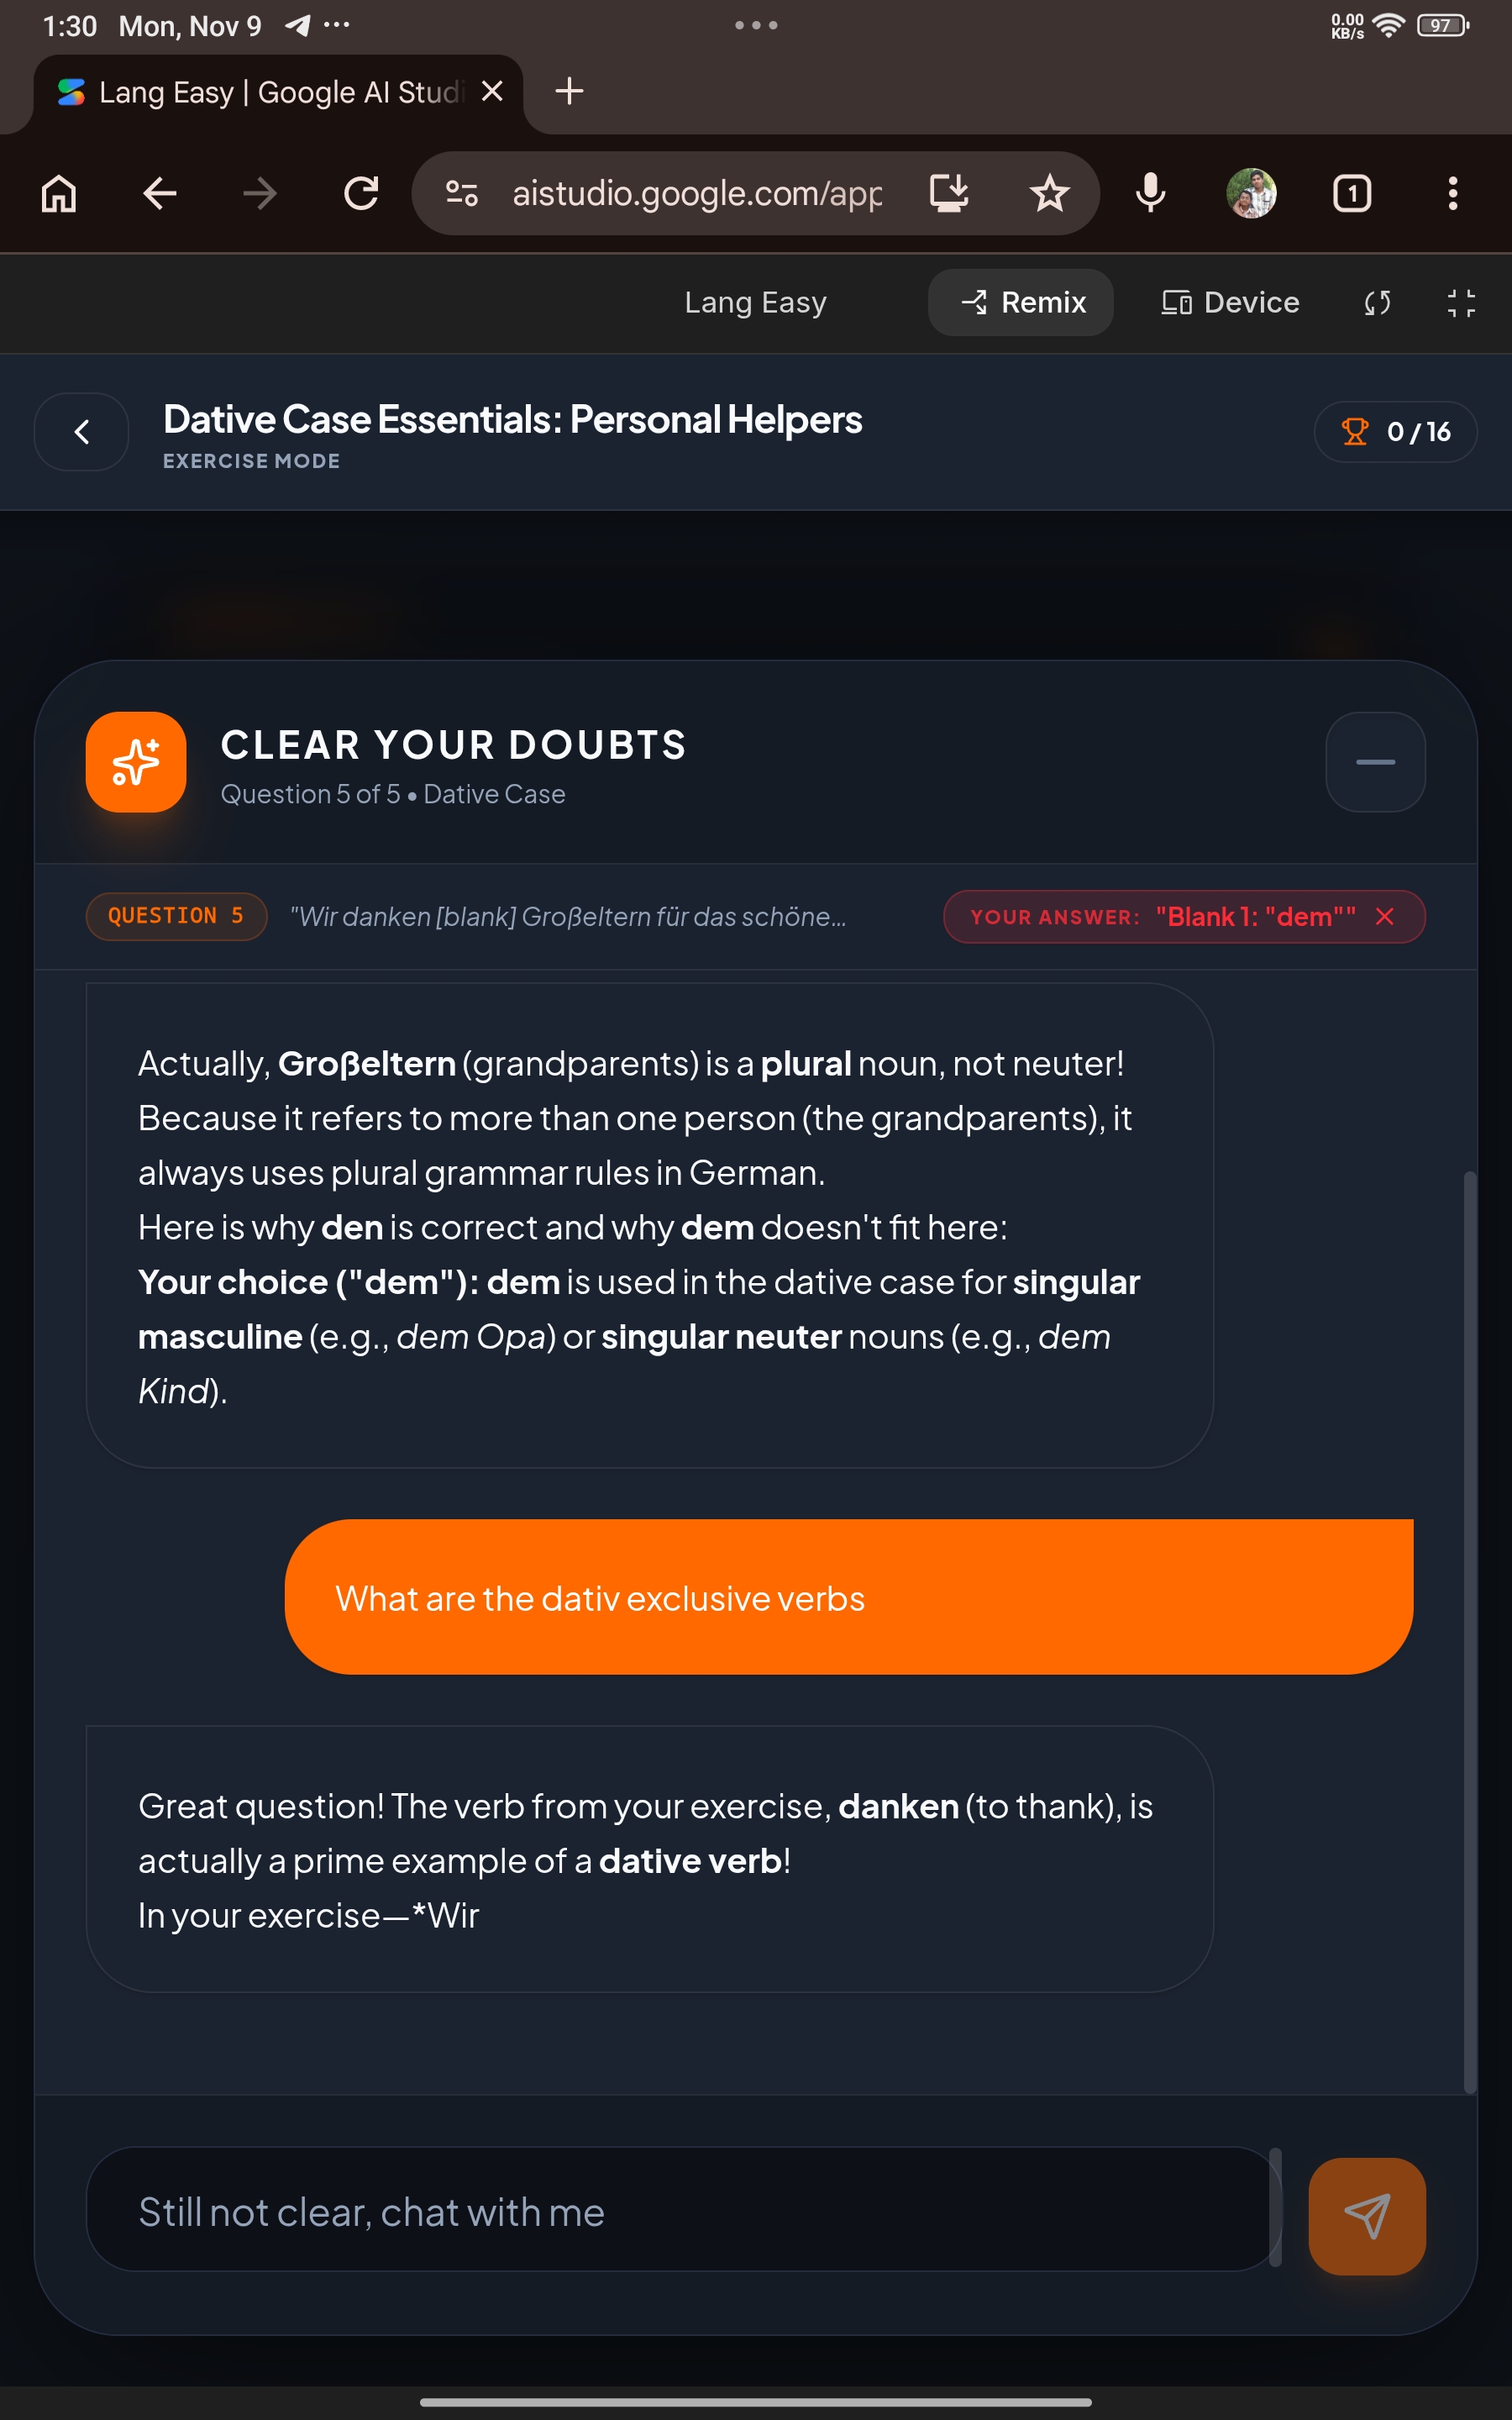 1:30 Mon, Nov 9
0.00 KB/s
97
Lang Easy | Google AI Studi
aistudio.google.com/app
1
Lang Easy
Remix
Device
Dative Case Essentials: Personal Helpers
EXERCISE MODE
0 / 16
CLEAR YOUR DOUBTS
Question 5 of 5 • Dative Case
QUESTION 5
"Wir danken [blank] Großeltern für das schöne...
YOUR ANSWER: "Blank 1: "dem""
Actually, Großeltern (grandparents) is a plural noun, not neuter!
Because it refers to more than one person (the grandparents), it
always uses plural grammar rules in German.
Here is why den is correct and why dem doesn't fit here:
Your choice ("dem"): dem is used in the dative case for singular
masculine (e.g., dem Opa) or singular neuter nouns (e.g., dem
Kind).
What are the dativ exclusive verbs
Great question! The verb from your exercise, danken (to thank), is
actually a prime example of a dative verb!
In your exercise—*Wir
Still not clear, chat with me